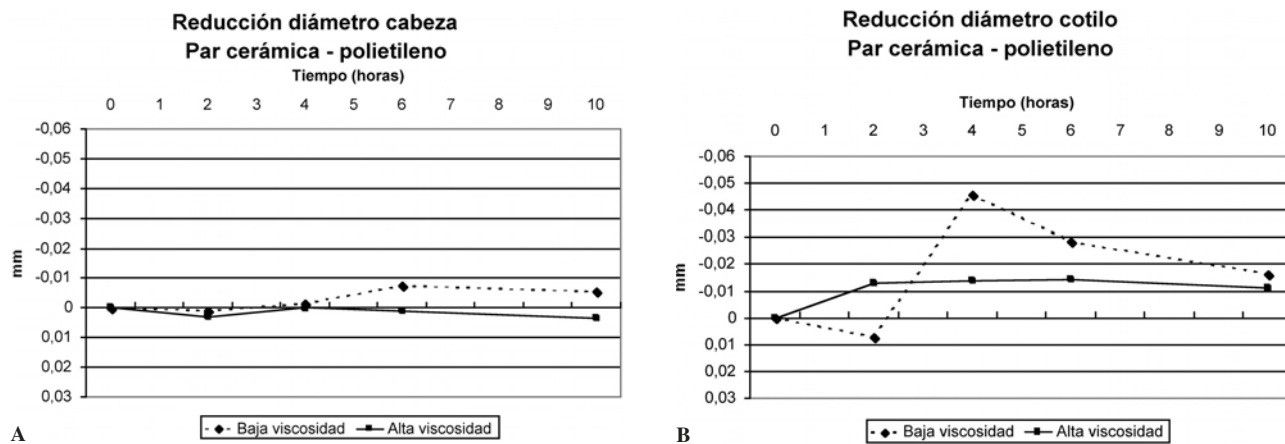 Reducción diámetro cabeza
Par cerámica - polietileno
Tiempo (horas)
0 1 2 3 4 5 6 7 8 9 10
-0,06
-0,05
-0,04
-0,03
-0,02
-0,01
0
0,01
0,02
0,03
mm
Baja viscosidad Alta viscosidad
A
Reducción diámetro cotilo
Par cerámica - polietileno
Tiempo (horas)
0 1 2 3 4 5 6 7 8 9 10
-0,06
-0,05
-0,04
-0,03
-0,02
-0,01
0
0,01
0,02
0,03
mm
Baja viscosidad Alta viscosidad
B